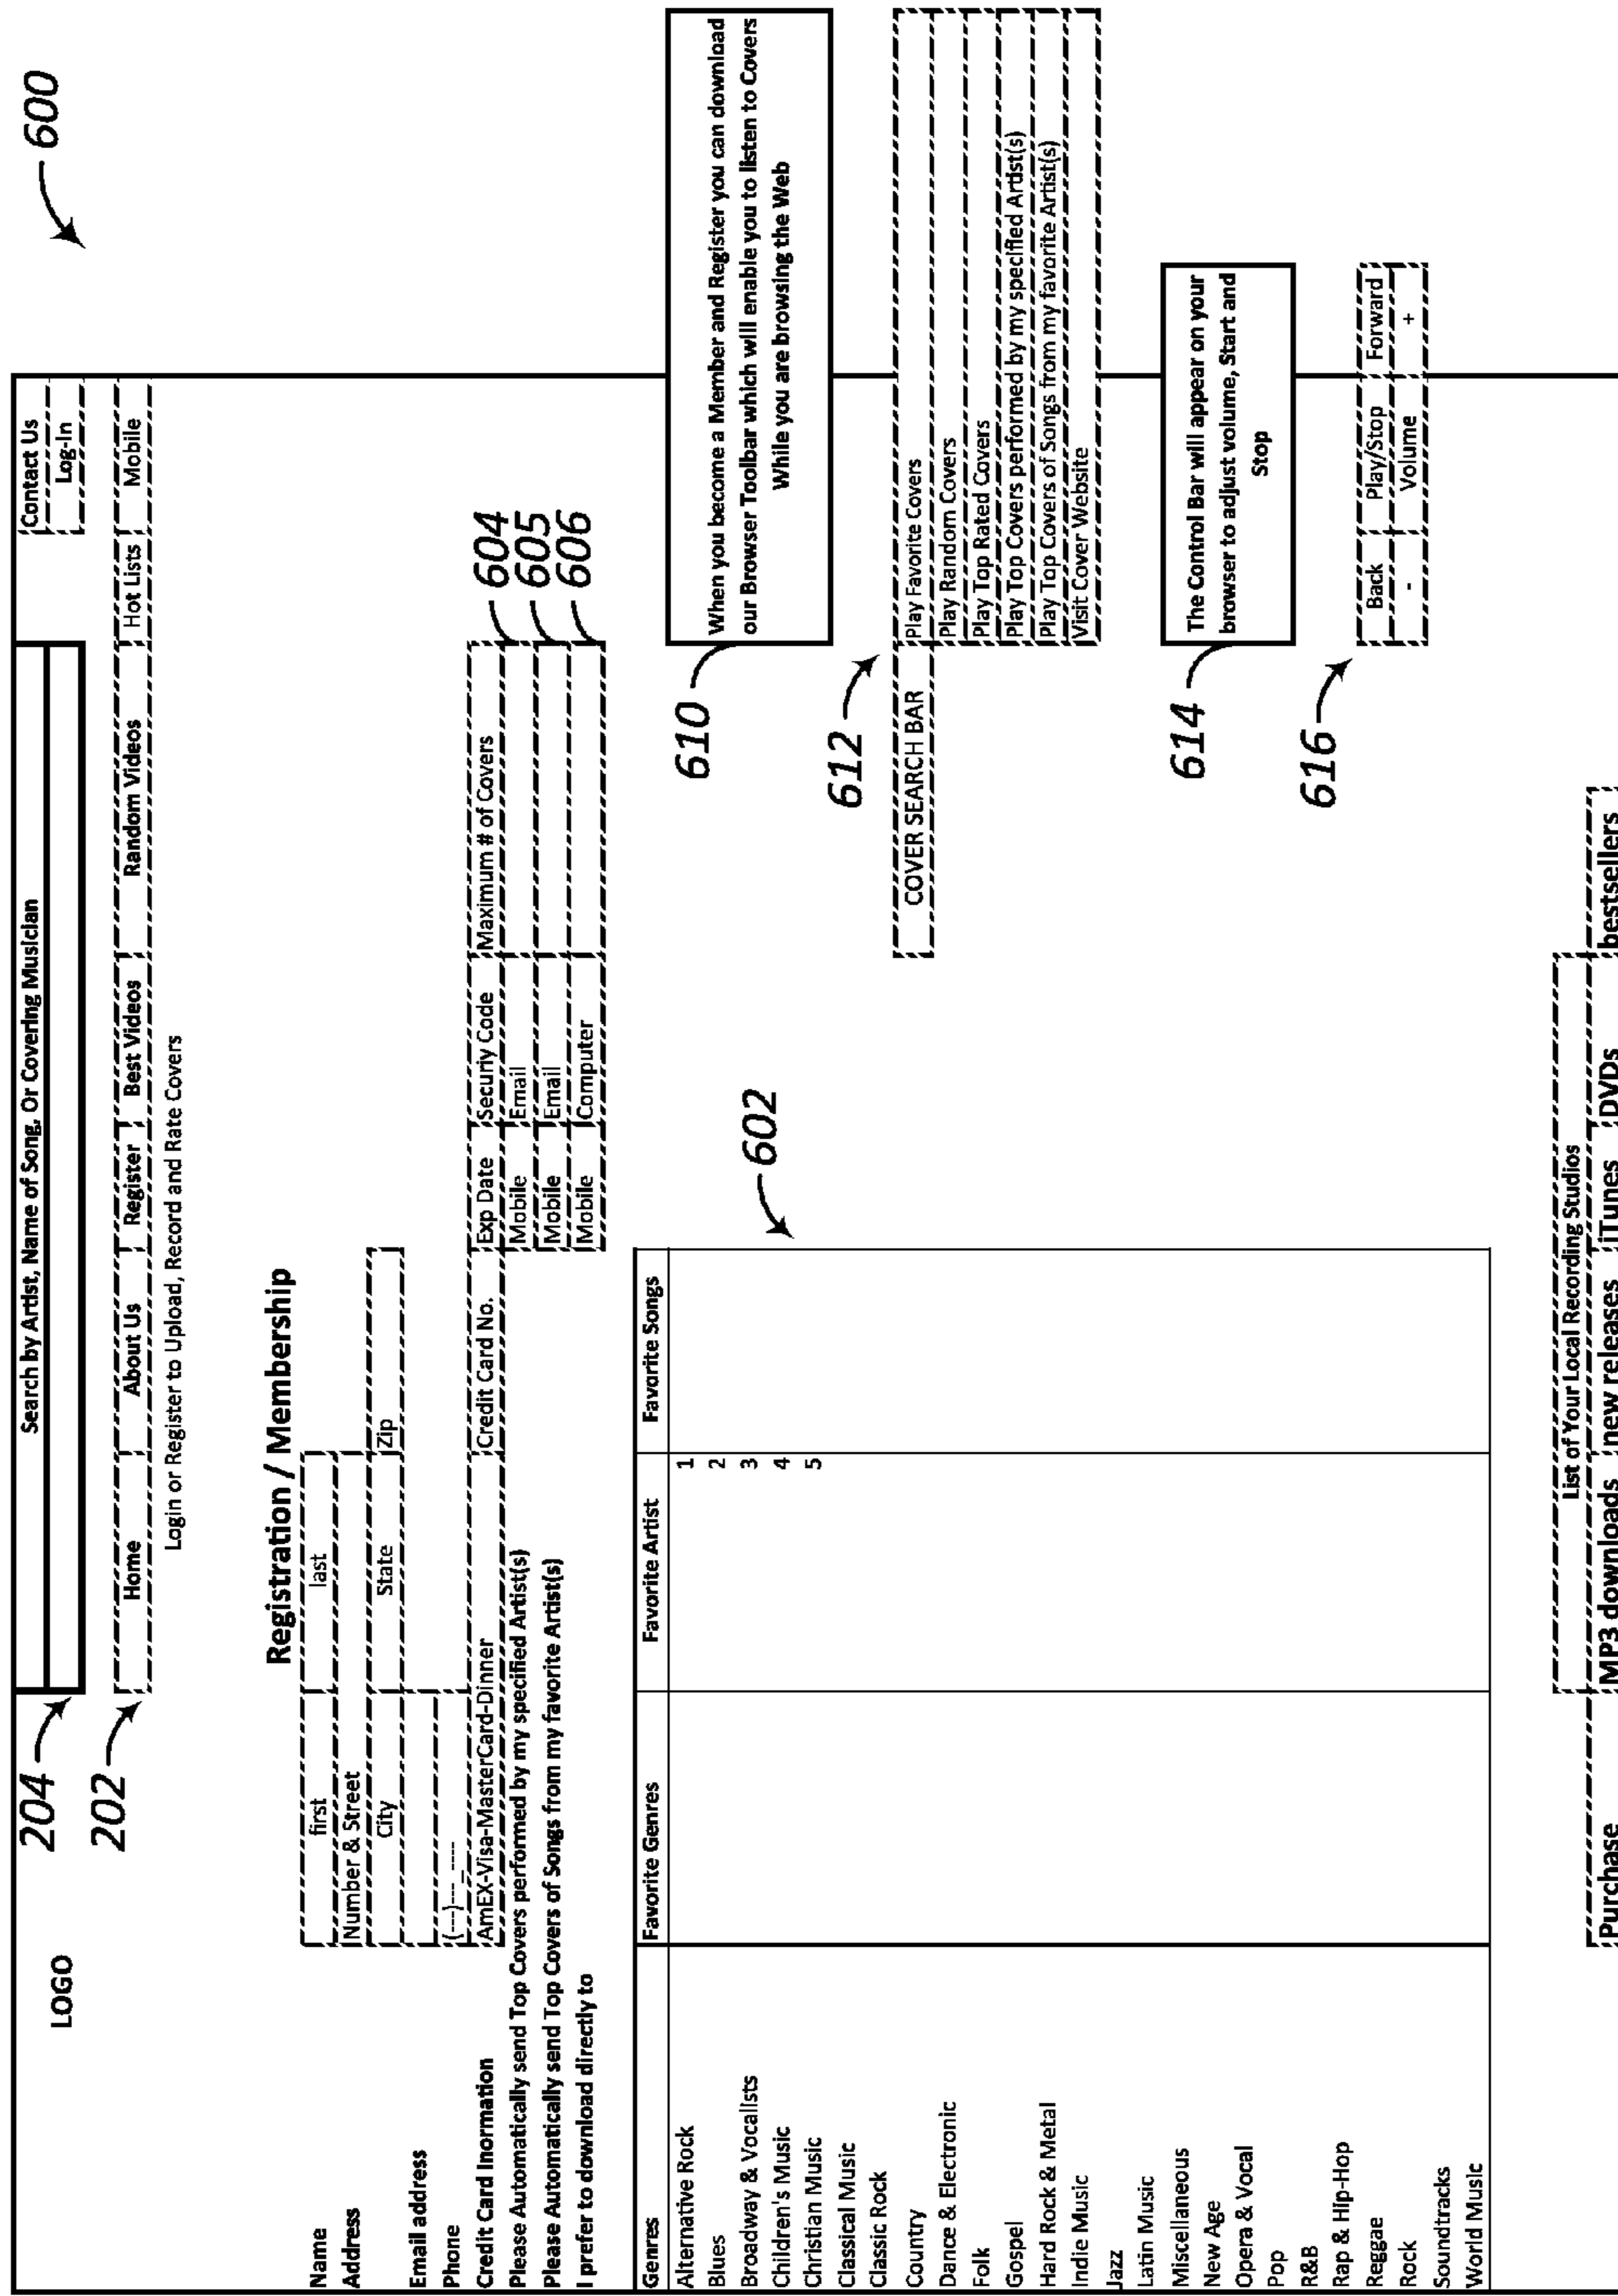 600
LOGO
204
Search by Artist, Name of Song, Or Covering Musician
Contact Us
Log-In
202
Home About Us Register Best Videos Random Videos Hot Lists Mobile
Login or Register to Upload, Record and Rate Covers
Registration / Membership
Name first last
Address Number & Street
City State Zip
Email address
Phone (---)---_----
Credit Card Inormation AmEX-Visa-MasterCard-Dinner Credit Card No. Exp Date Securiy Code Maximum # of Covers
Please Automatically send Top Covers performed by my specified Artist(s) Mobile Email 604
Please Automatically send Top Covers of Songs from my favorite Artist(s) Mobile Email 605
I prefer to download directly to Mobile Computer 606
Genres Favorite Genres Favorite Artist Favorite Songs
Alternative Rock 1
Blues 2
Broadway & Vocalists 3
Children's Music 4
Christian Music 5
Classical Music
Classic Rock
Country
Dance & Electronic
Folk
Gospel
Hard Rock & Metal
Indie Music
Jazz
Latin Music
Miscellaneous
New Age
Opera & Vocal
Pop
R&B
Rap & Hip-Hop
Reggae
Rock
Soundtracks
World Music
602
610
When you become a Member and Register you can download
our Browser Toolbar which will enable you to listen to Covers
While you are browsing the Web
612
COVER SEARCH BAR Play Favorite Covers
Play Random Covers
Play Top Rated Covers
Play Top Covers performed by my specified Artist(s)
Play Top Covers of Songs from my favorite Artist(s)
Visit Cover Website
614
The Control Bar will appear on your
browser to adjust volume, Start and
Stop
616
Back Play/Stop Forward
- Volume +
List of Your Local Recording Studios
Purchase MP3 downloads new releases iTunes DVDs bestsellers